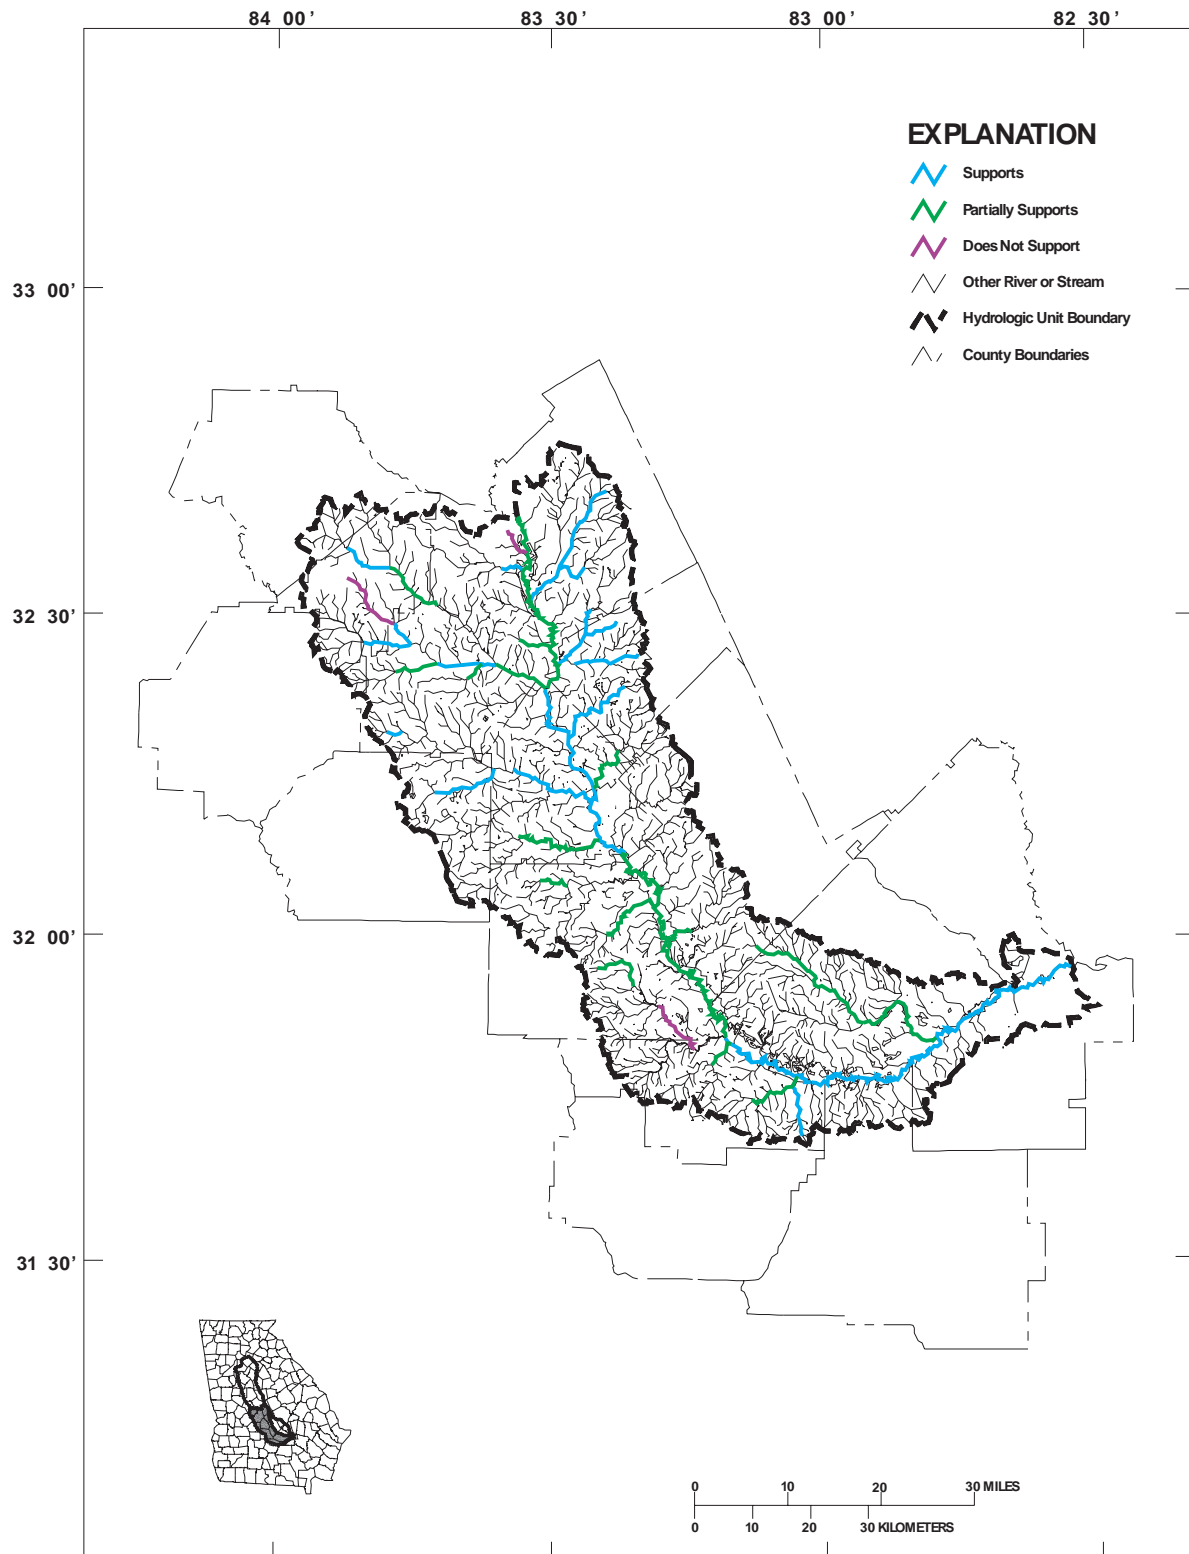 84 00'
83 30'
83 00'
82 30'
EXPLANATION
Supports
Partially Supports
Does Not Support
Other River or Stream
Hydrologic Unit Boundary
County Boundaries
33 00'
32 30'
32 00'
31 30'
0 10 20 30 MILES
0 10 20 30 KILOMETERS